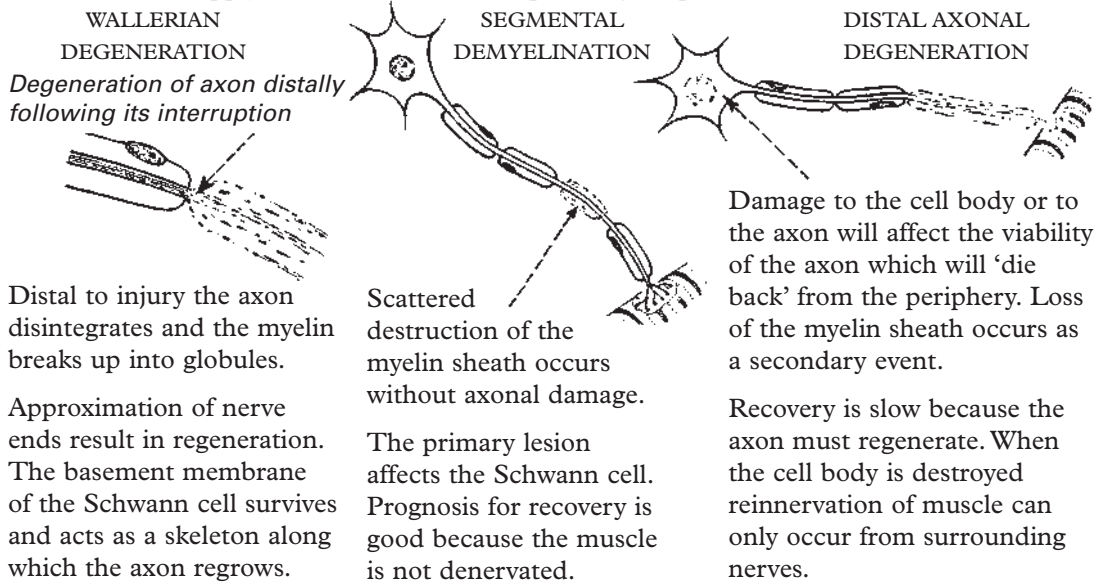 WALLERIAN
DEGENERATION
Degeneration of axon distally
following its interruption
Distal to injury the axon
disintegrates and the myelin
breaks up into globules.
Approximation of nerve
ends result in regeneration.
The basement membrane
of the Schwann cell survives
and acts as a skeleton along
which the axon regrows.
SEGMENTAL
DEMYELINATION
Scattered
destruction of the
myelin sheath occurs
without axonal damage.
The primary lesion
affects the Schwann cell.
Prognosis for recovery is
good because the muscle
is not denervated.
DISTAL AXONAL
DEGENERATION
Damage to the cell body or to
the axon will affect the viability
of the axon which will ‘die
back’ from the periphery. Loss
of the myelin sheath occurs as
a secondary event.
Recovery is slow because the
axon must regenerate. When
the cell body is destroyed
reinnervation of muscle can
only occur from surrounding
nerves.